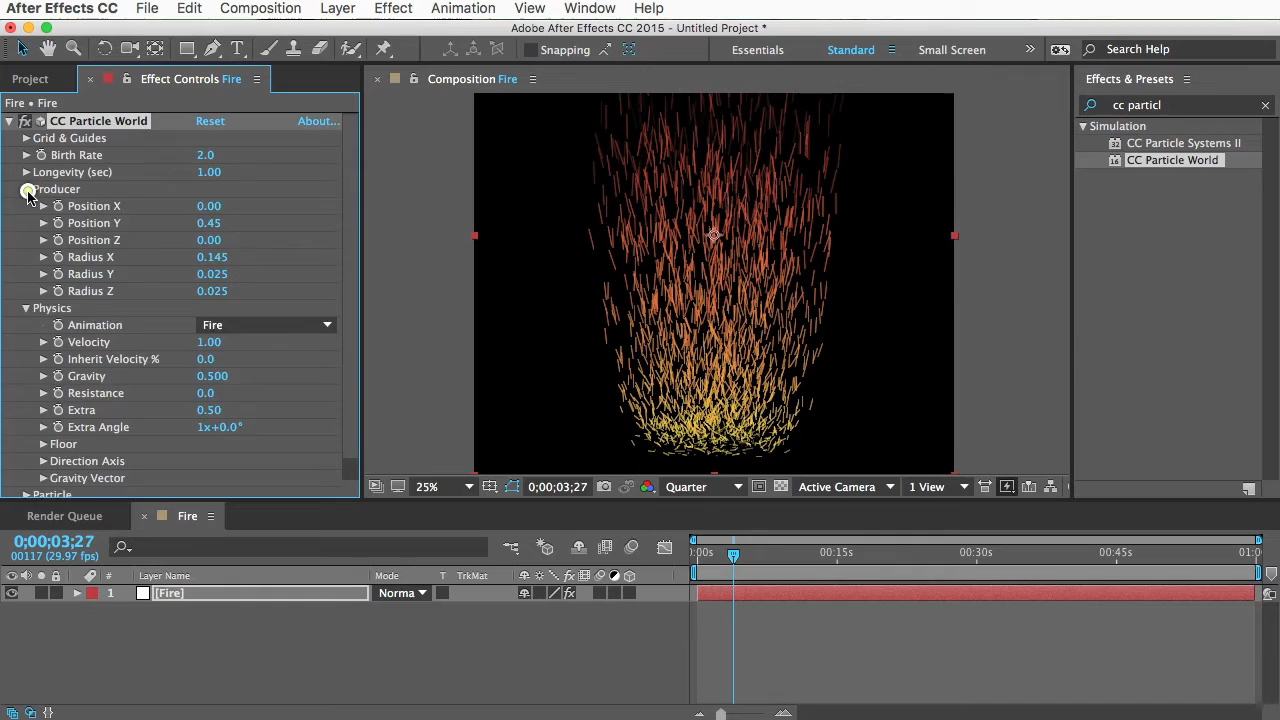 After Effects CC File Edit Composition Layer Effect Animation View Window Help
Adobe After Effects CC 2015 - Untitled Project *
Snapping Essentials Standard Small Screen Search Help
Project Effect Controls Fire
Fire • Fire
fx CC Particle World Reset About...
Grid & Guides
Birth Rate 2.0
Longevity (sec) 1.00
Producer
Position X 0.00
Position Y 0.45
Position Z 0.00
Radius X 0.145
Radius Y 0.025
Radius Z 0.025
Physics
Animation Fire
Velocity 1.00
Inherit Velocity % 0.0
Gravity 0.500
Resistance 0.0
Extra 0.50
Extra Angle 1x+0.0°
Floor
Direction Axis
Gravity Vector
Particle
Composition Fire
25% 0;00;03;27 Quarter Active Camera 1 View
Effects & Presets
cc particl
Simulation
32 CC Particle Systems II
16 CC Particle World
Render Queue Fire
0;00;03;27
00117 (29.97 fps)
# Layer Name Mode T TrkMat
1 [Fire] Norma
:00s 00:15s 00:30s 00:45s 01:0